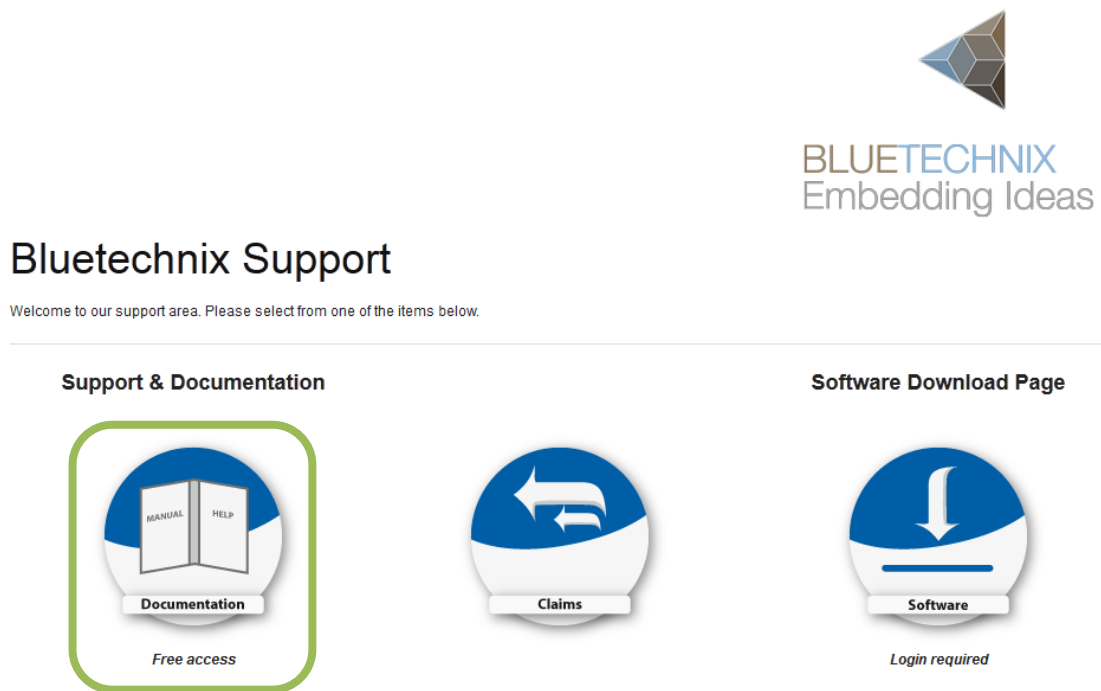 BLUETECHNIX
Embedding Ideas
Bluetechnix Support
Welcome to our support area. Please select from one of the items below.
Support & Documentation
Software Download Page
MANUAL
HELP
Documentation
Claims
Software
Free access
Login required